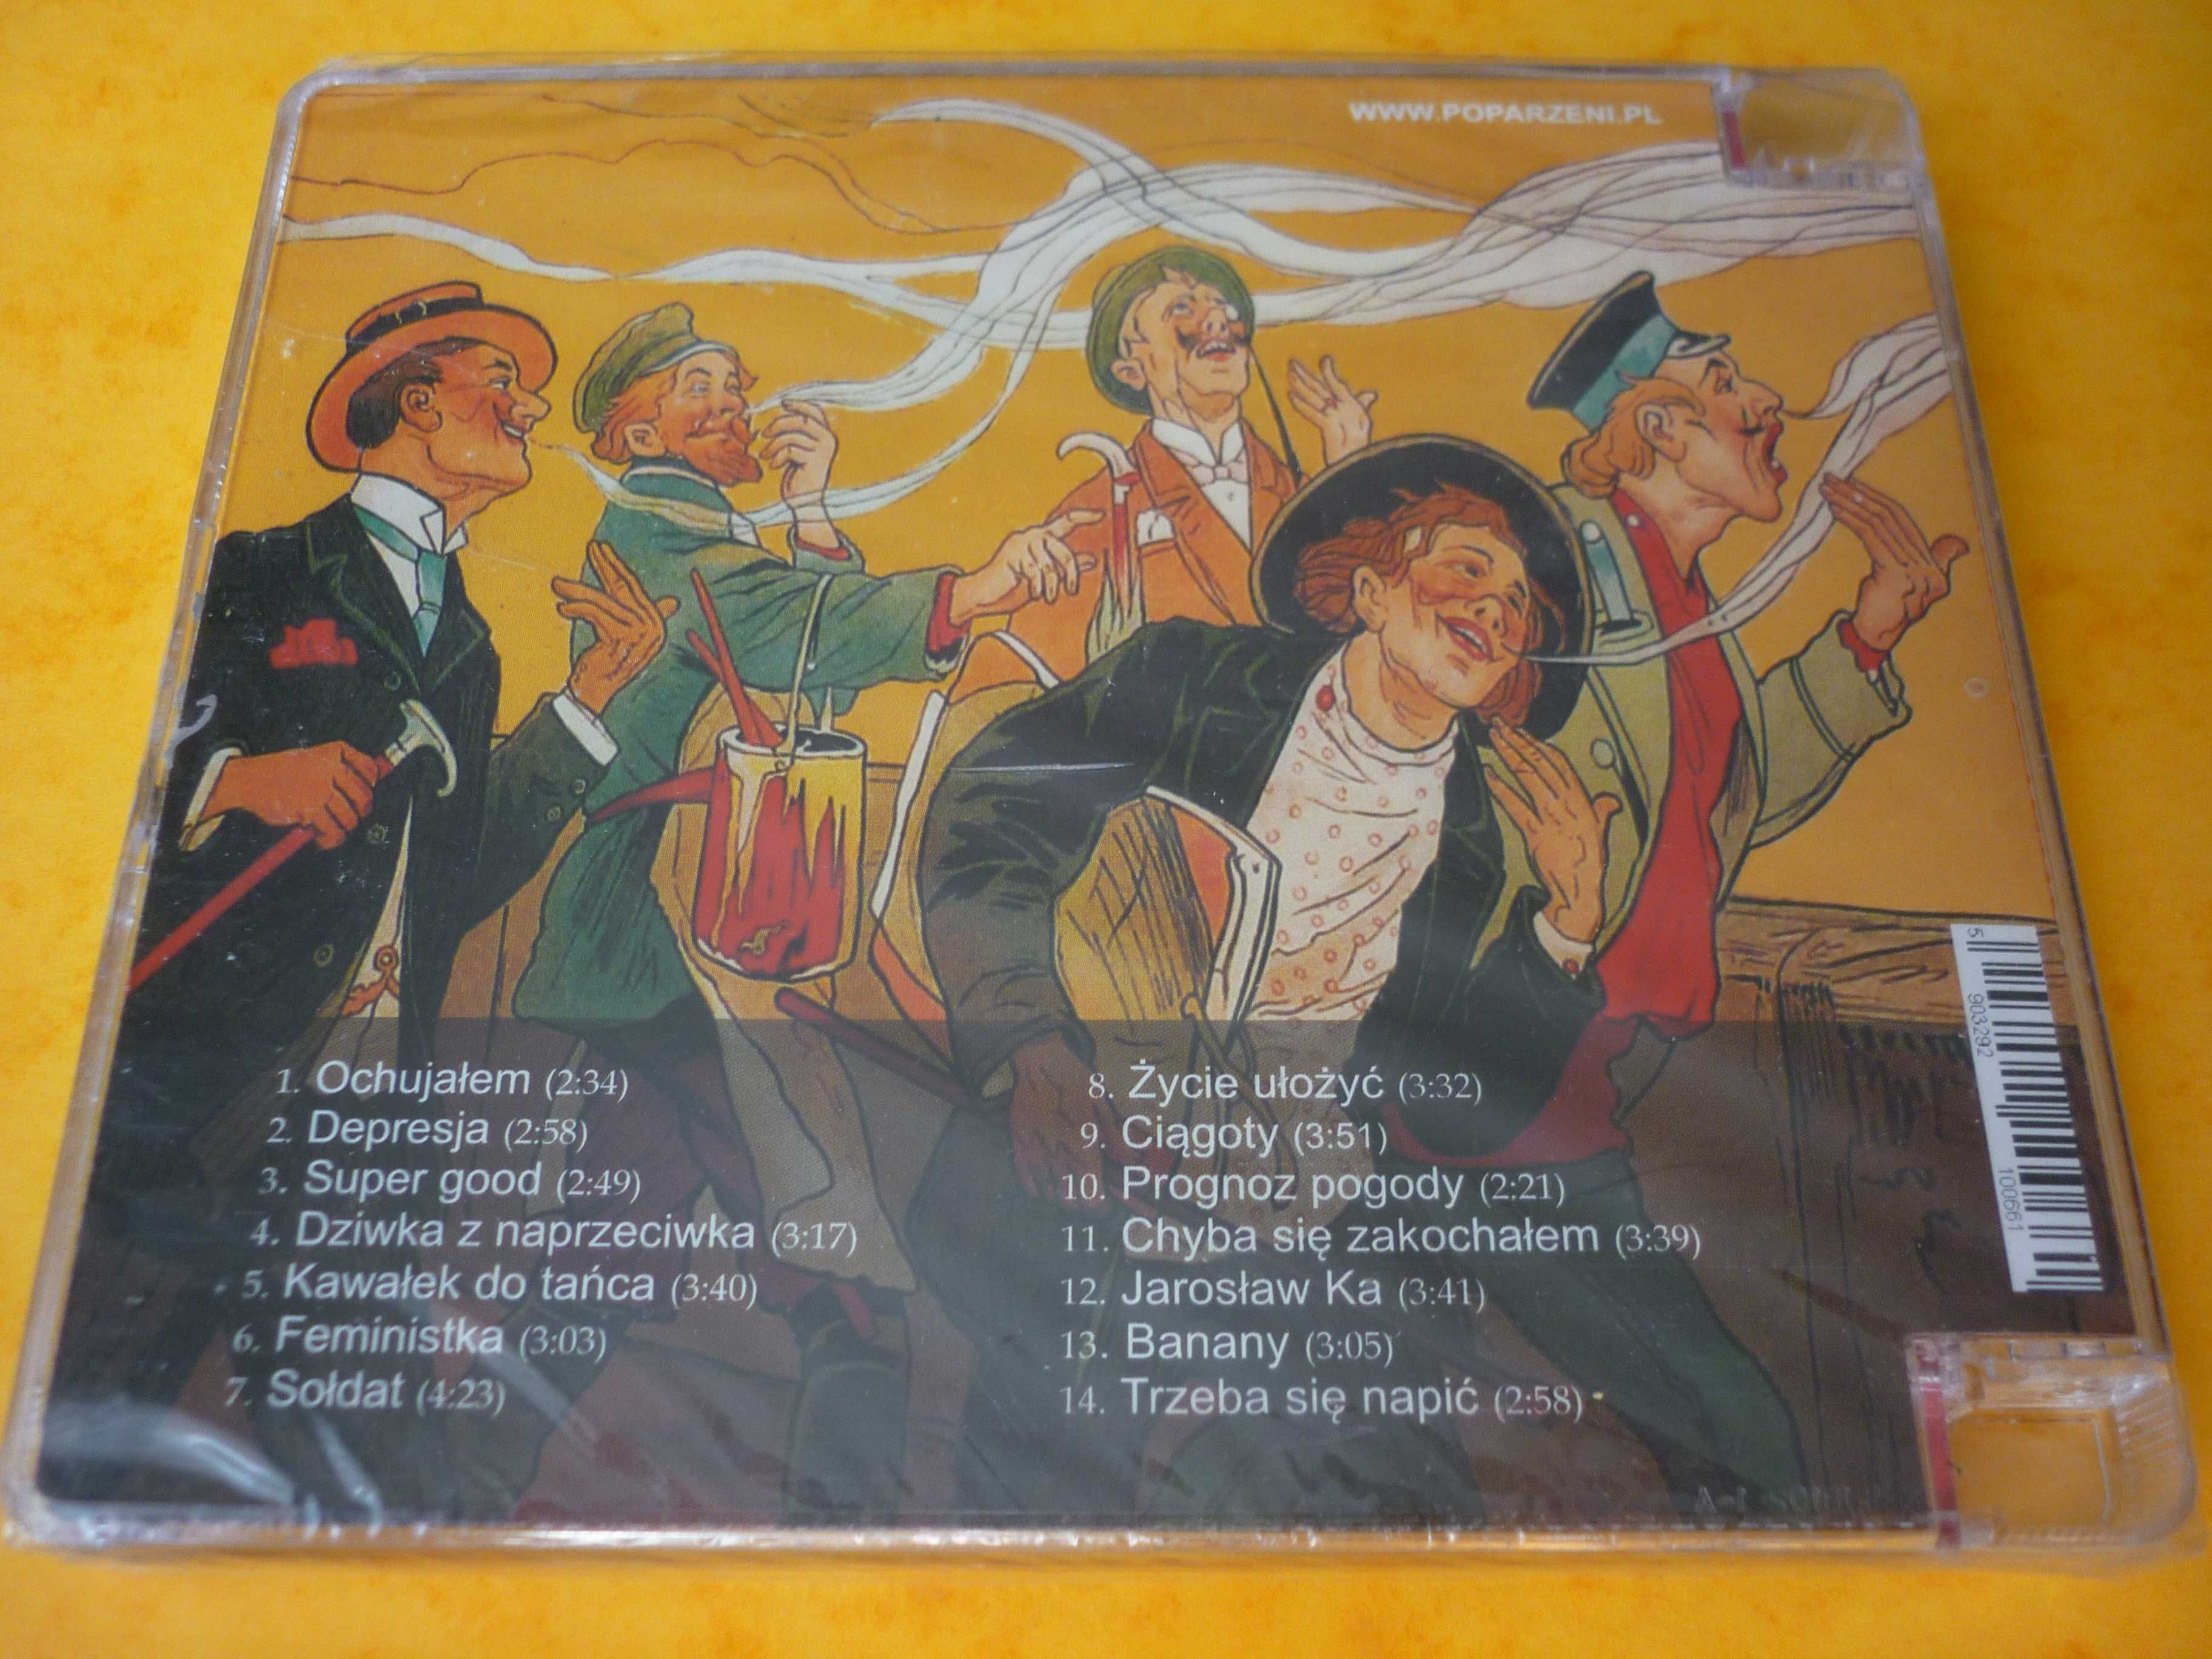 WWW.POPARZENI.PL
1. Ochujałem (2:34)
2. Depresja (2:58)
3. Super good (2:49)
4. Dziwka z naprzeciwka (3:17)
5. Kawałek do tańca (3:40)
6. Feministka (3:03)
7. Sołdat (4:23)
8. Życie ułożyć (3:32)
9. Ciągoty (3:51)
10. Prognoz pogody (2:21)
11. Chyba się zakochałem (3:39)
12. Jarosław Ka (3:41)
13. Banany (3:05)
14. Trzeba się napić (2:58)
5 903292 100661